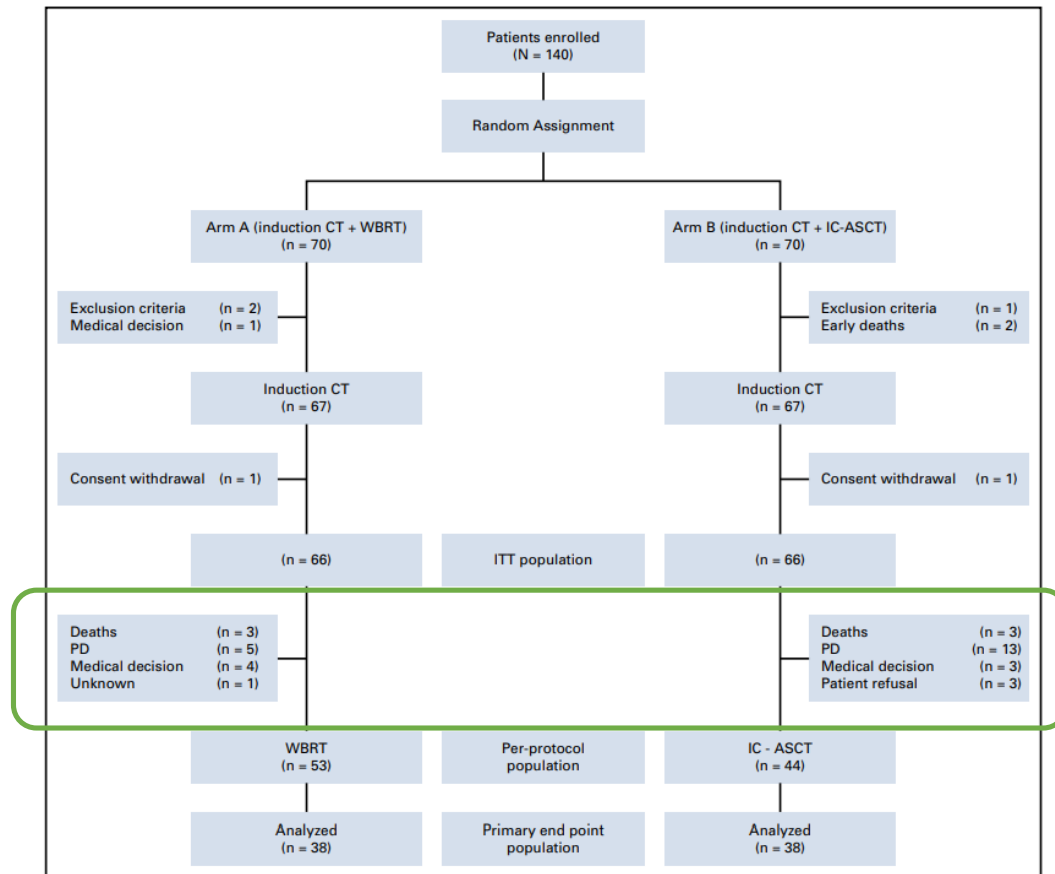 Patients enrolled
(N = 140)
Random Assignment
Arm A (induction CT + WBRT)
(n = 70)
Arm B (induction CT + IC-ASCT)
(n = 70)
Exclusion criteria (n = 2)
Medical decision (n = 1)
Exclusion criteria (n = 1)
Early deaths (n = 2)
Induction CT
(n = 67)
Induction CT
(n = 67)
Consent withdrawal (n = 1)
Consent withdrawal (n = 1)
(n = 66)
ITT population
(n = 66)
Deaths (n = 3)
PD (n = 5)
Medical decision (n = 4)
Unknown (n = 1)
Deaths (n = 3)
PD (n = 13)
Medical decision (n = 3)
Patient refusal (n = 3)
WBRT
(n = 53)
Per-protocol
population
IC - ASCT
(n = 44)
Analyzed
(n = 38)
Primary end point
population
Analyzed
(n = 38)